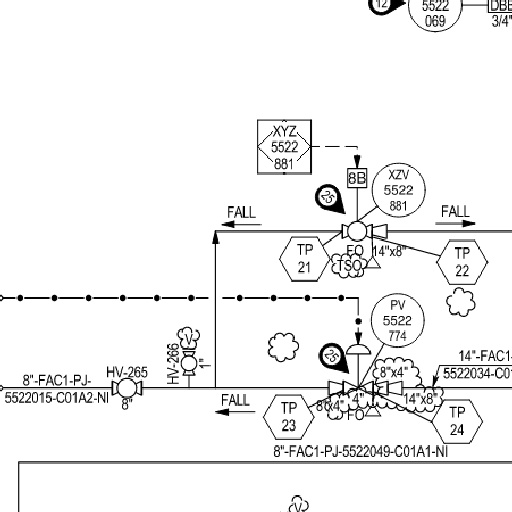 12
5522
069
DBB
3/4"
XYZ
5522
881
8B
XZV
5522
881
25
FALL
FALL
FO
14"x8"
TSO
TP
21
TP
22
PV
5522
774
V
HV-266
1"
25
14"-FAC1-
5522034-C01
8"-FAC1-PJ-
5522015-C01A2-NI
HV-265
8"
8"x4"
FALL
8"x4"
4"
14"x8"
FO
TP
23
TP
24
8"-FAC1-PJ-5522049-C01A1-NI
V